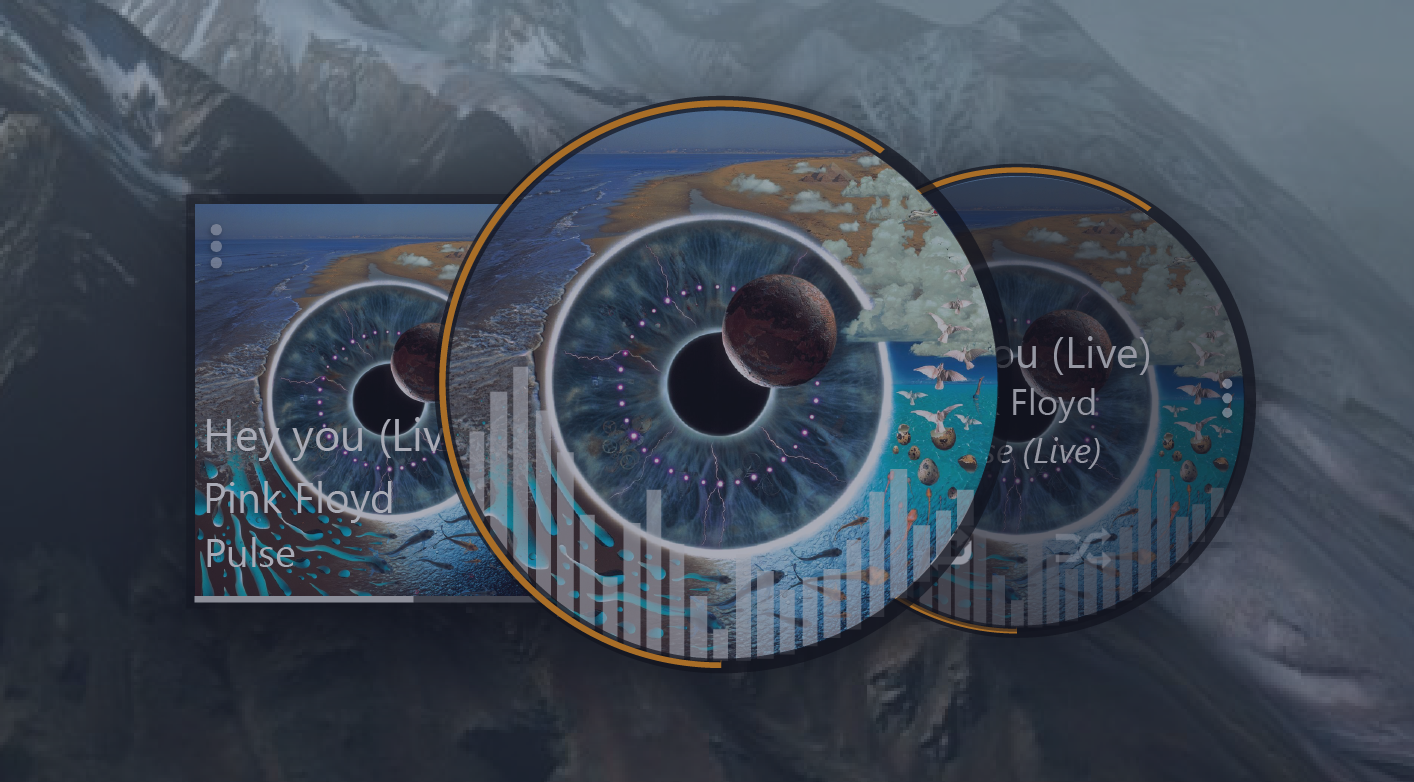 Hey you (Liv
Pink Floyd
Pulse
ou (Live)
Floyd
se (Live)